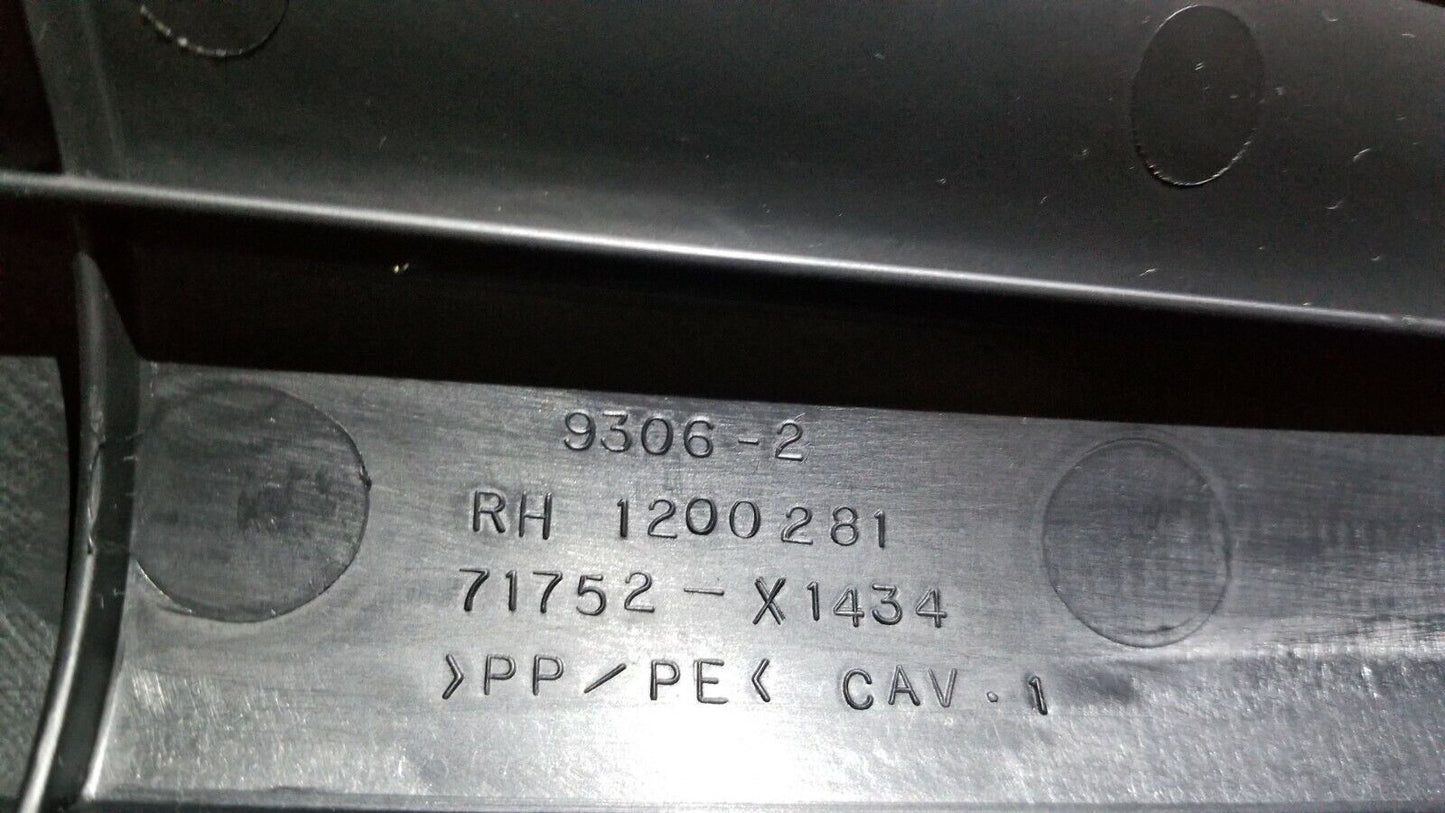 9306-2
RH 1200281
71752-X1434
>PP/PE< CAV.1